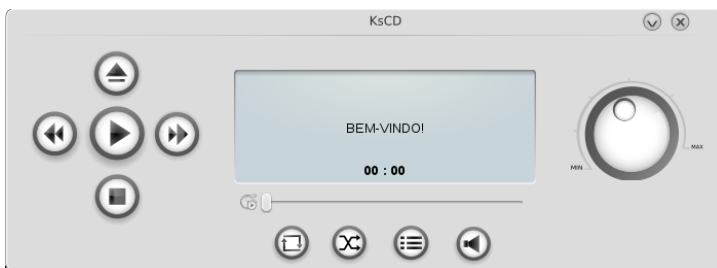 KsCD
BEM-VINDO!
00 : 00
MIN
MAX